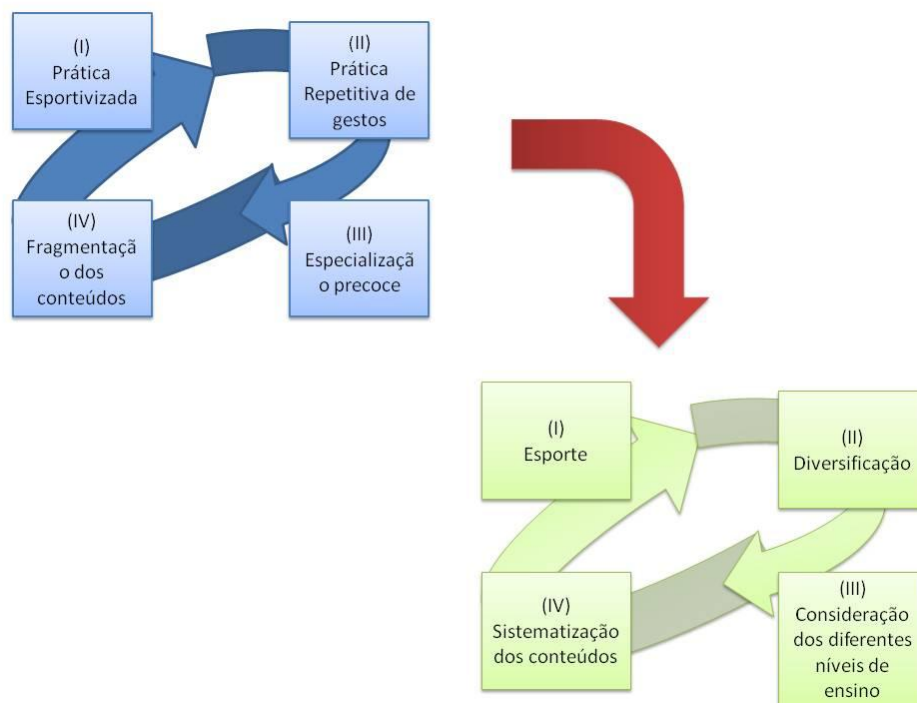 (I)
Prática
Esportivizada
(II)
Prática
Repetitiva de
gestos
(III)
Especializaçã
o precoce
(IV)
Fragmentaçã
o dos
conteúdos
(I)
Esporte
(II)
Diversificação
(III)
Consideração
dos diferentes
níveis de
ensino
(IV)
Sistematização
dos conteúdos